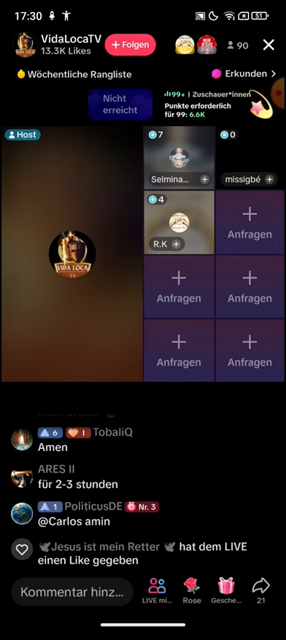 17:30
51
VidaLocaTV
13.3K Likes
+ Folgen
90
Wöchentliche Rangliste
Erkunden >
Nicht
erreicht
99+ | Zuschauer*innen
Punkte erforderlich
für 99: 6.6K
Host
7
0
Selmina...
missigbé
4
R.K
Anfragen
Anfragen
Anfragen
Anfragen
Anfragen
VIDA LOCA
TV
6
I
TobaliQ
Amen
ARES II
für 2-3 stunden
1
PoliticusDE
Nr. 3
@Carlos amin
🕊️Jesus ist mein Retter 🕊️ hat dem LIVE
einen Like gegeben
Kommentar hinz...
LIVE mi...
Rose
Gesche...
21